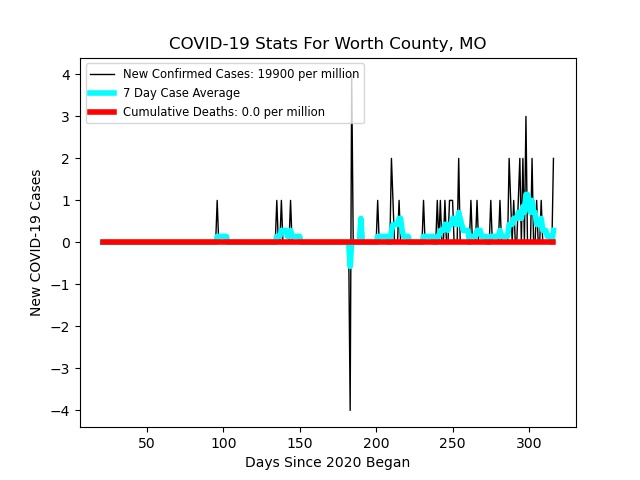 COVID-19 Stats For Worth County, MO
New Confirmed Cases: 19900 per million
7 Day Case Average
Cumulative Deaths: 0.0 per million
New COVID-19 Cases
4
3
2
1
0
−1
−2
−3
−4
50 100 150 200 250 300
Days Since 2020 Began